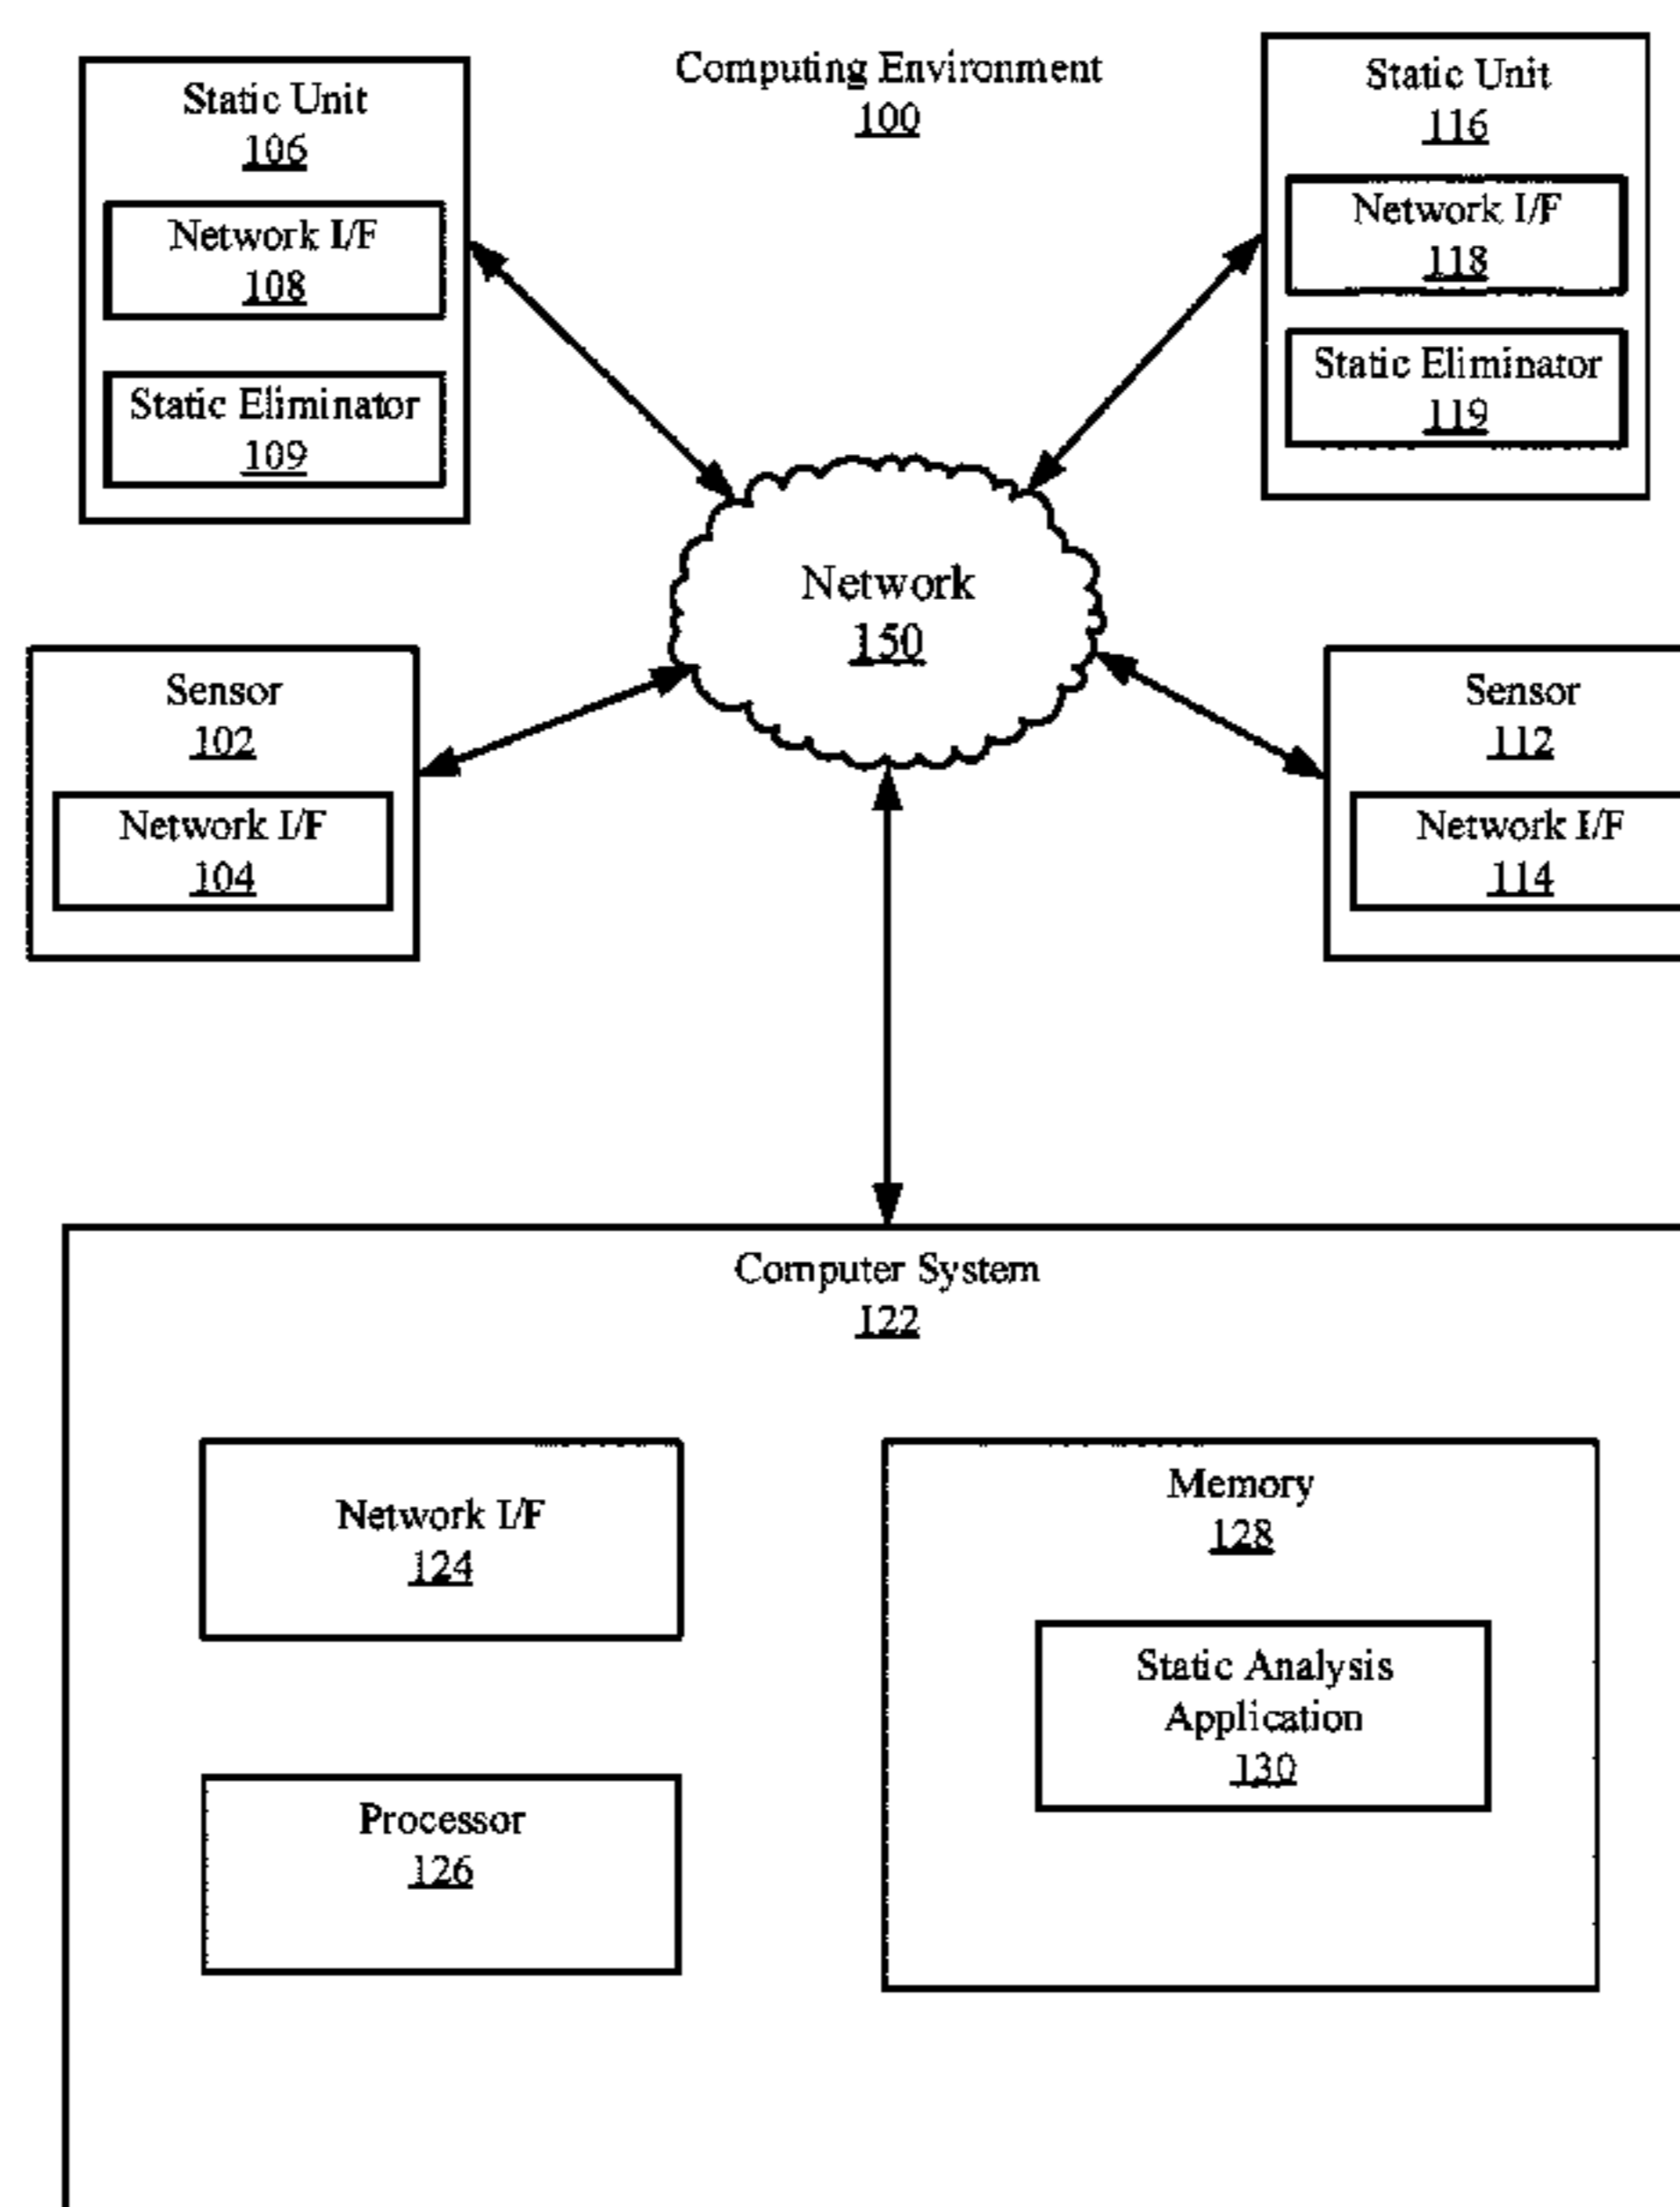 Computing Environment
100
Static Unit
106
Network I/F
108
Static Eliminator
109
Static Unit
116
Network I/F
118
Static Eliminator
119
Network
150
Sensor
102
Network I/F
104
Sensor
112
Network I/F
114
Computer System
122
Network I/F
124
Processor
126
Memory
128
Static Analysis
Application
130